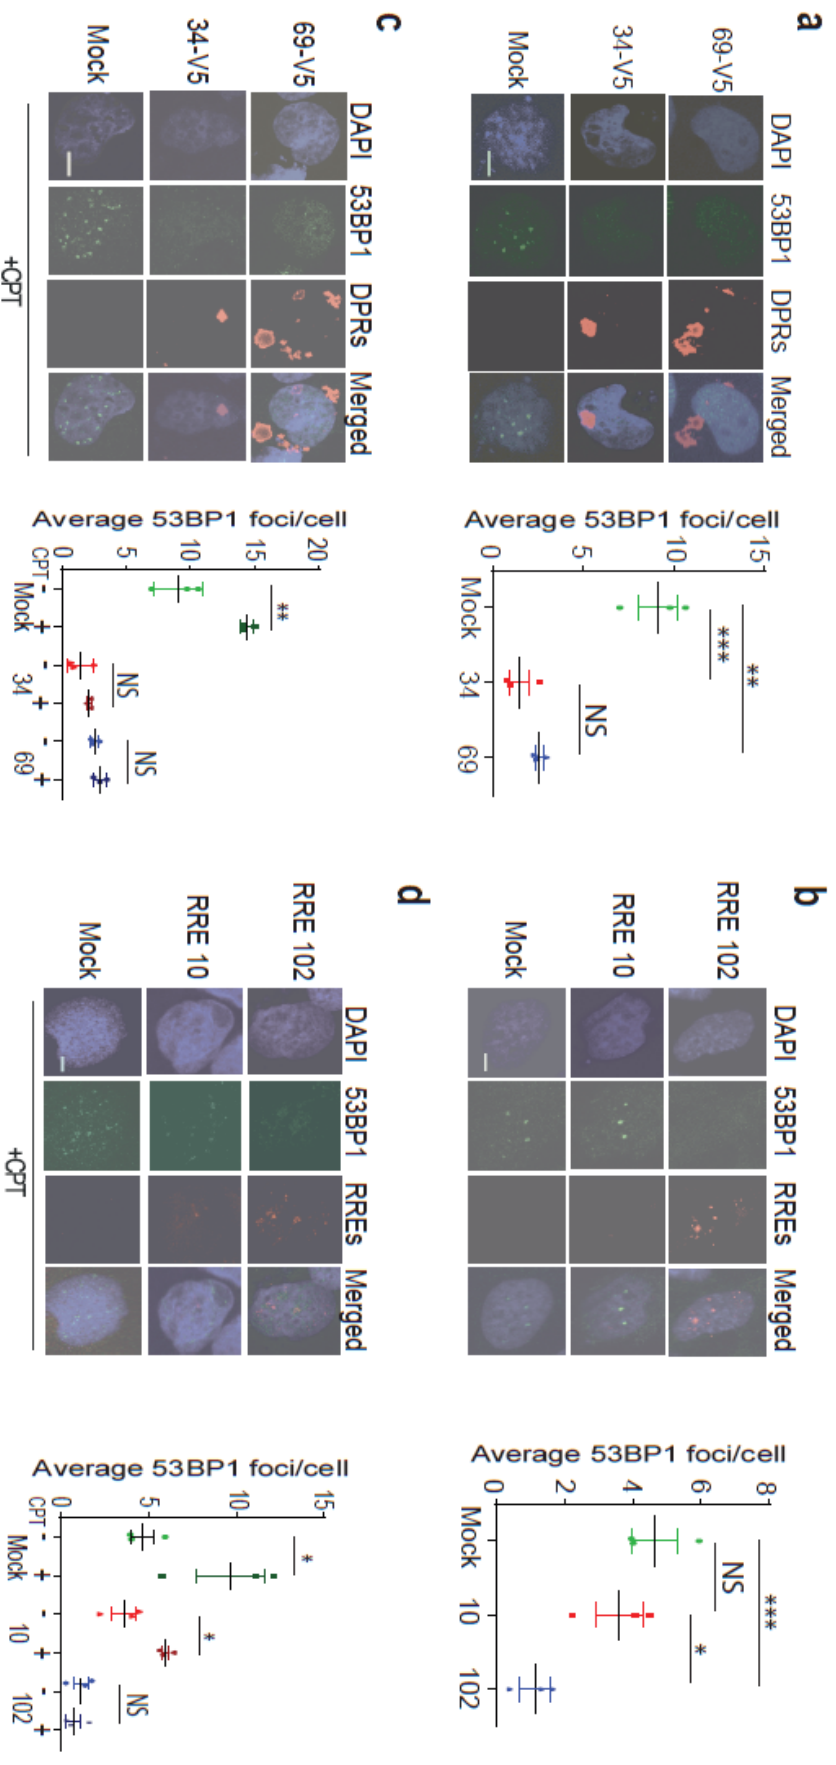 a
DAPI 53BP1 DPRs Merged
69-V5
34-V5
Mock
Average 53BP1 foci/cell
15
10
5
0
**
***
NS
Mock 34 69
b
DAPI 53BP1 RREs Merged
RRE 102
RRE 10
Mock
Average 53BP1 foci/cell
8
6
4
2
0
***
NS
*
Mock 10 102
c
DAPI 53BP1 DPRs Merged
69-V5
34-V5
Mock
+CPT
Average 53BP1 foci/cell
20
15
10
5
0
**
NS
NS
CPT - + - + - +
Mock 34 69
d
DAPI 53BP1 RREs Merged
RRE 102
RRE 10
Mock
+CPT
Average 53BP1 foci/cell
15
10
5
0
*
*
NS
CPT - + - + - +
Mock 10 102